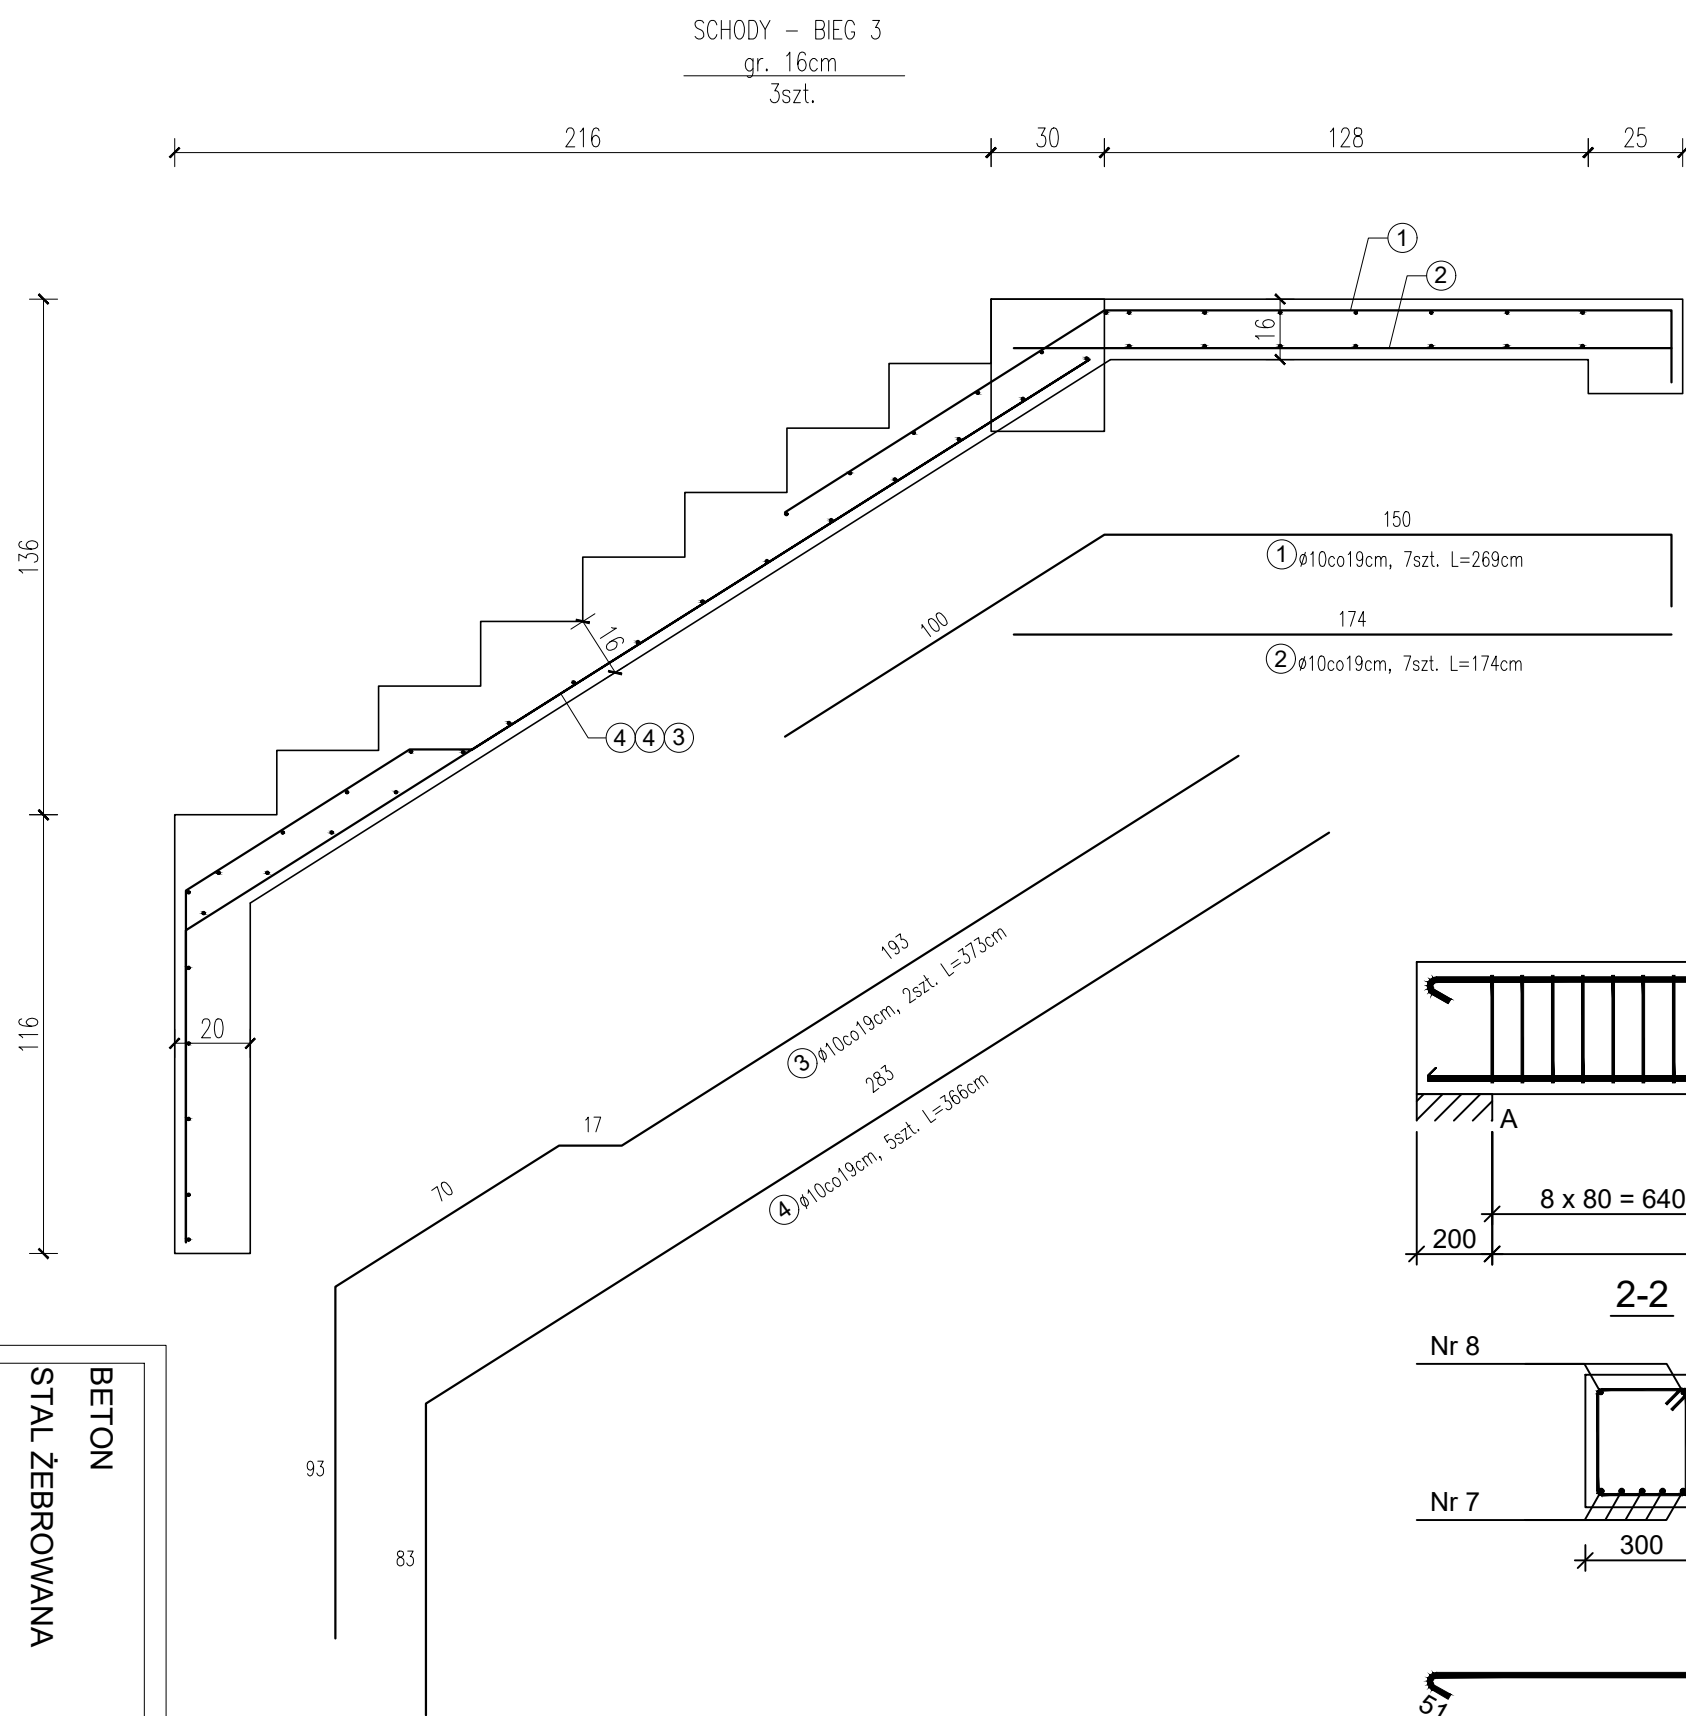 SCHODY - BIEG 3
gr. 16cm
3szt.
216
30
128
25
1
2
16
136
150
1 ø10co19cm, 7szt. L=269cm
100
174
2 ø10co19cm, 7szt. L=174cm
16
4 4 3
193
3 ø10co19cm, 2szt. L=373cm
283
4 ø10co19cm, 5szt. L=366cm
116
20
17
70
93
83
A
8 x 80 = 640
200
2-2
Nr 8
Nr 7
300
51
BETON
STAL ŻEBROWANA